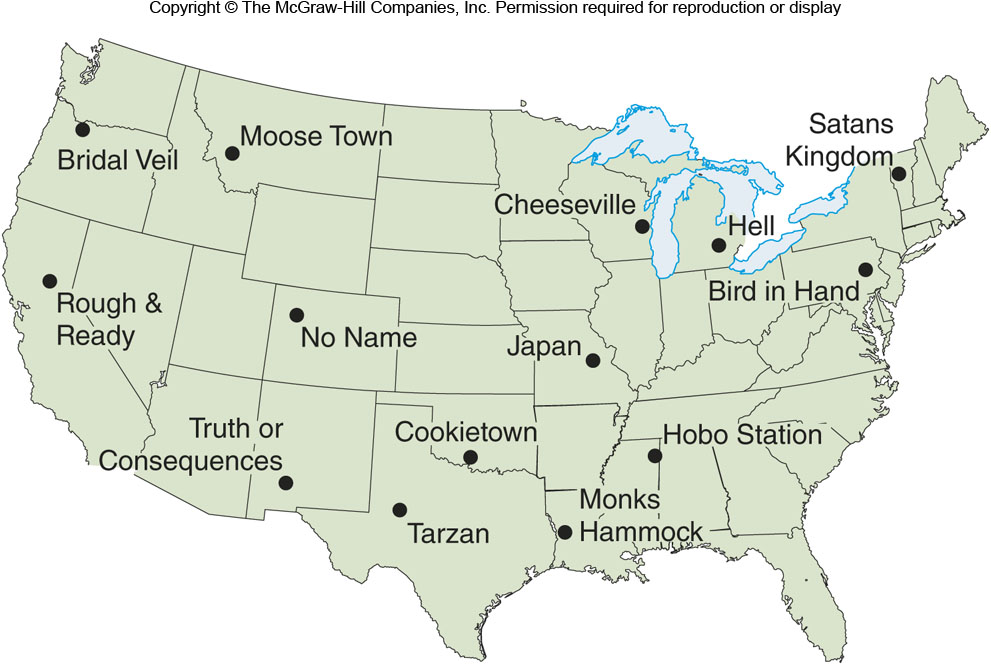 Copyright © The McGraw-Hill Companies, Inc. Permission required for reproduction or display
Satans
Kingdom
Moose Town
Bridal Veil
Cheeseville
Hell
Bird in Hand
Rough &
Ready
No Name
Japan
Truth or
Consequences
Cookietown
Hobo Station
Monks
Hammock
Tarzan